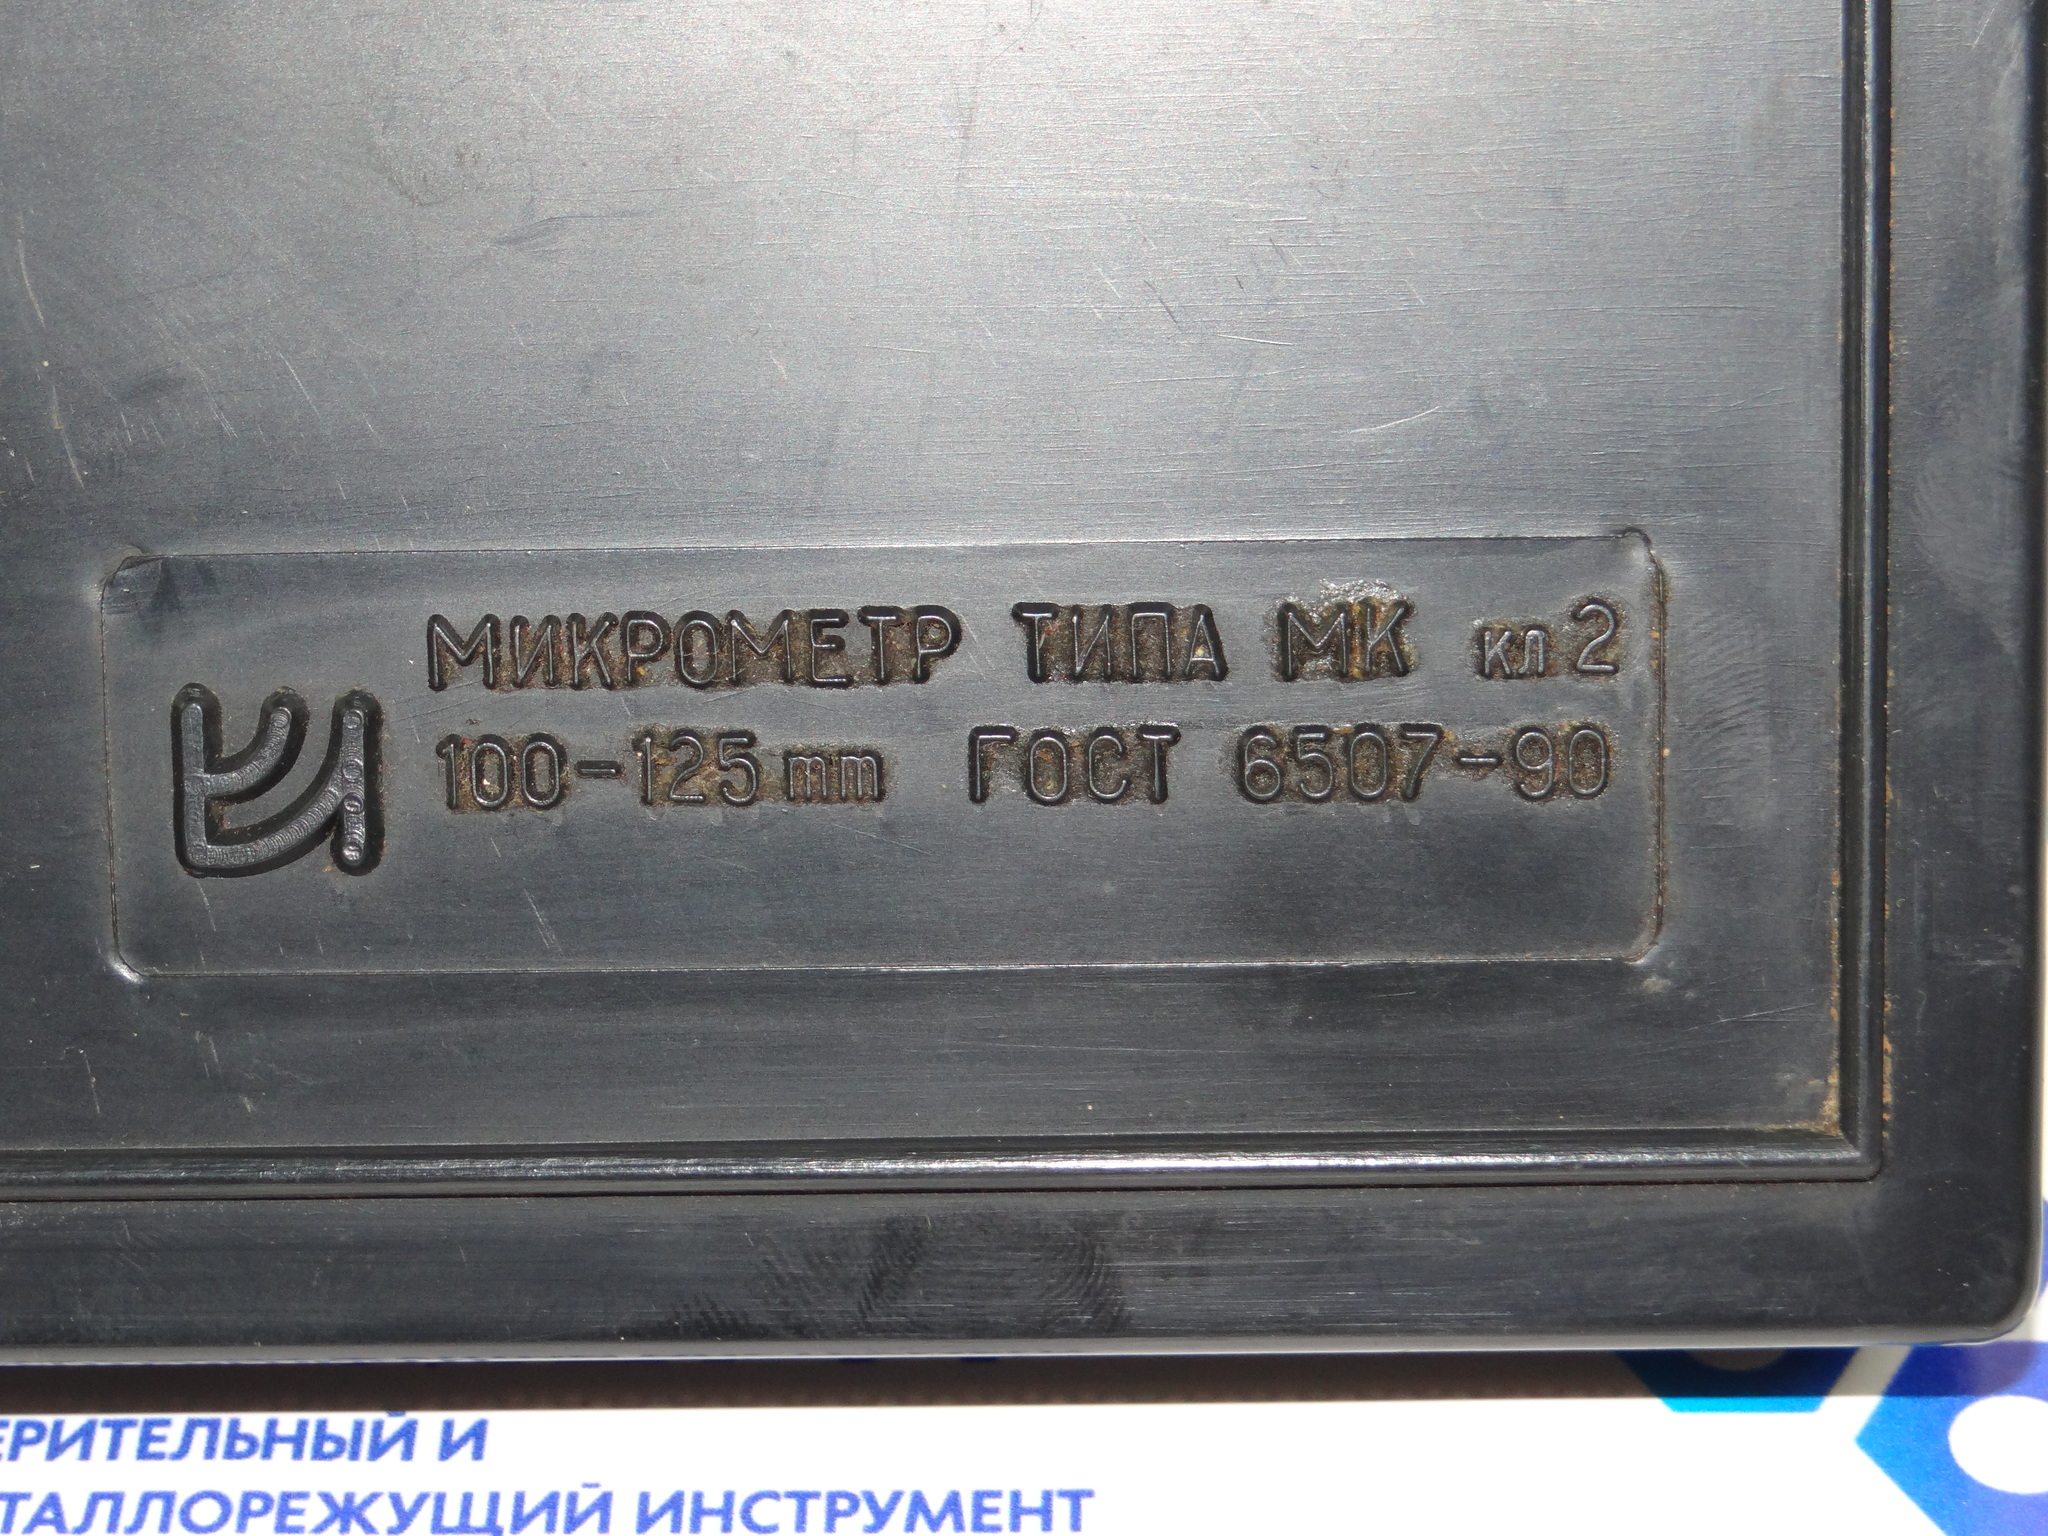 МИКРОМЕТР ТИПА МК кл 2
100-125 mm ГОСТ 6507-90
ЕРИТЕЛЬНЫЙ И
ТАЛЛОРЕЖУЩИЙ ИНСТРУМЕНТ